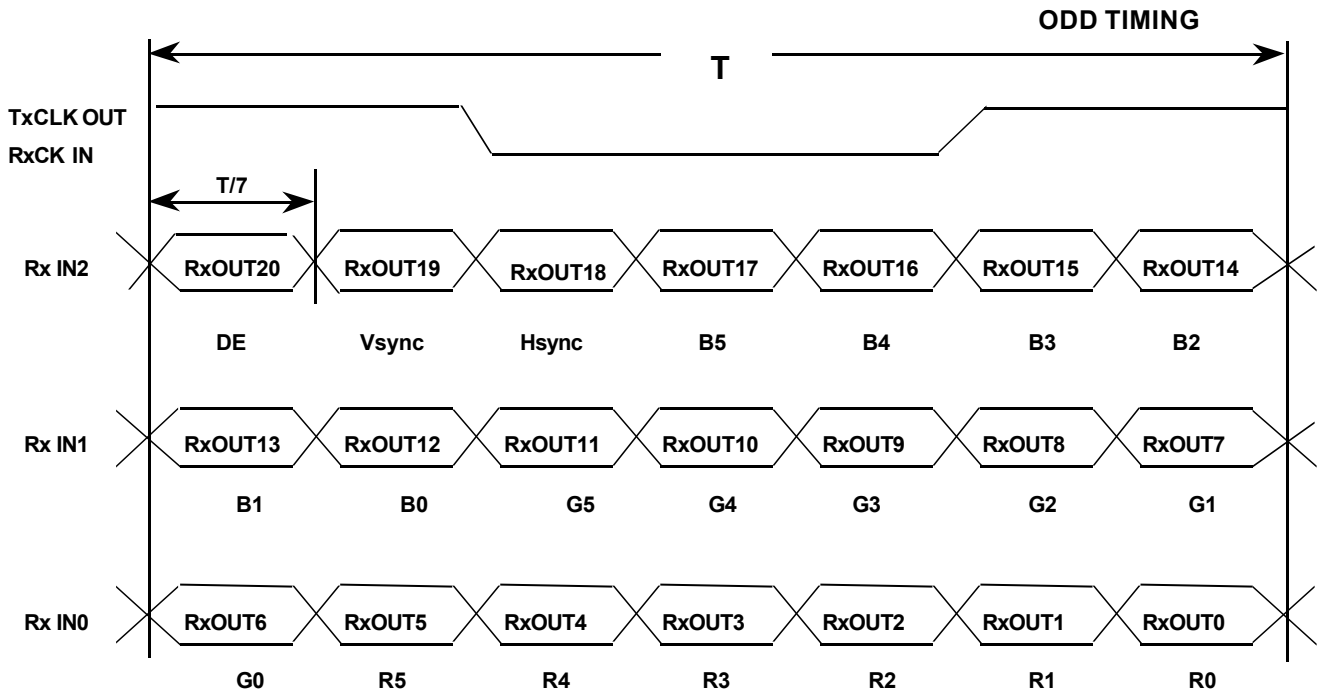 ODD TIMING
T
TxCLK OUT
RxCK IN
T/7
Rx IN2 RxOUT20 RxOUT19 RxOUT18 RxOUT17 RxOUT16 RxOUT15 RxOUT14
DE Vsync Hsync B5 B4 B3 B2
Rx IN1 RxOUT13 RxOUT12 RxOUT11 RxOUT10 RxOUT9 RxOUT8 RxOUT7
B1 B0 G5 G4 G3 G2 G1
Rx IN0 RxOUT6 RxOUT5 RxOUT4 RxOUT3 RxOUT2 RxOUT1 RxOUT0
G0 R5 R4 R3 R2 R1 R0